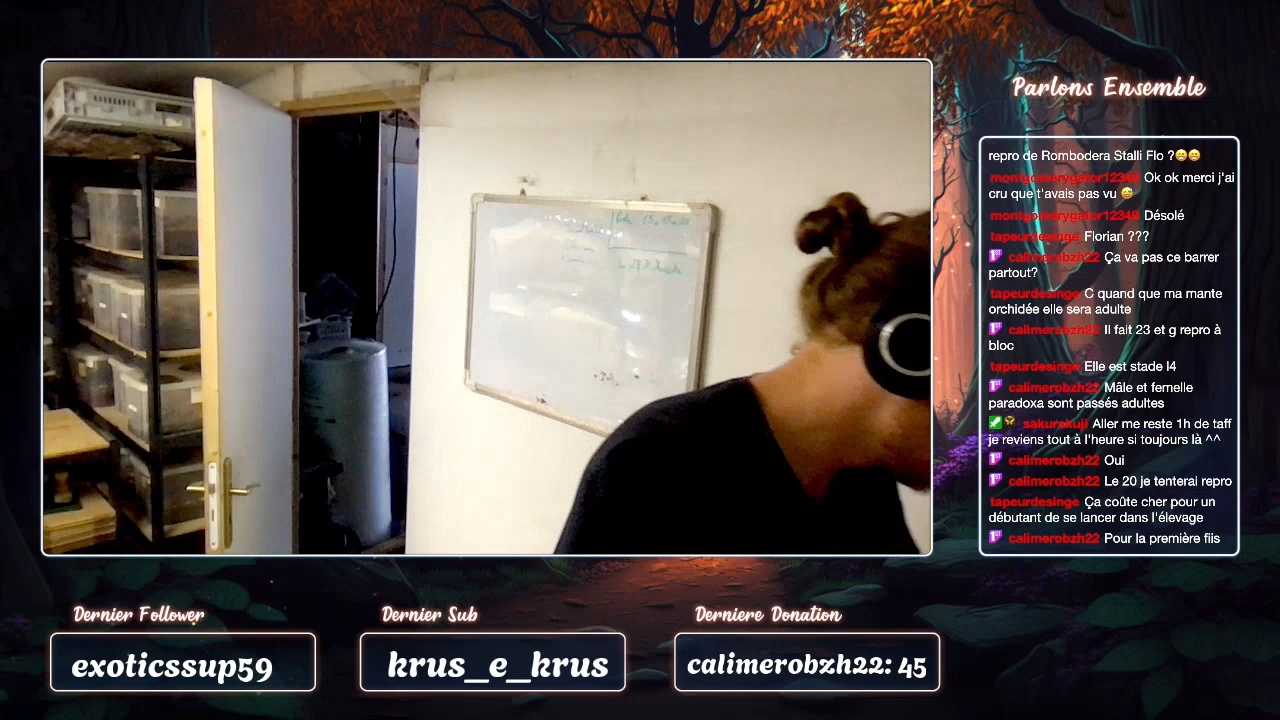 Parlons Ensemble
repro de Rombodera Stalli Flo ?😄😄
montgomerygator12349 Ok ok merci j'ai
cru que t'avais pas vu 😅
montgomerygator12349 Désolé
tapeurdesinge Florian ???
calimerobzh22 Ça va pas ce barrer
partout?
tapeurdesinge C quand que ma mante
orchidée elle sera adulte
calimerobzh22 Il fait 23 et g repro à
bloc
tapeurdesinge Elle est stade l4
calimerobzh22 Mâle et femelle
paradoxa sont passés adultes
sakurakuji Aller me reste 1h de taff
je reviens tout à l'heure si toujours là ^^
calimerobzh22 Oui
calimerobzh22 Le 20 je tenterai repro
tapeurdesinge Ça coûte cher pour un
débutant de se lancer dans l'élevage
calimerobzh22 Pour la première fiis
Dernier Follower
exoticssup59
Dernier Sub
krus_e_krus
Derniere Donation
calimerobzh22: 45